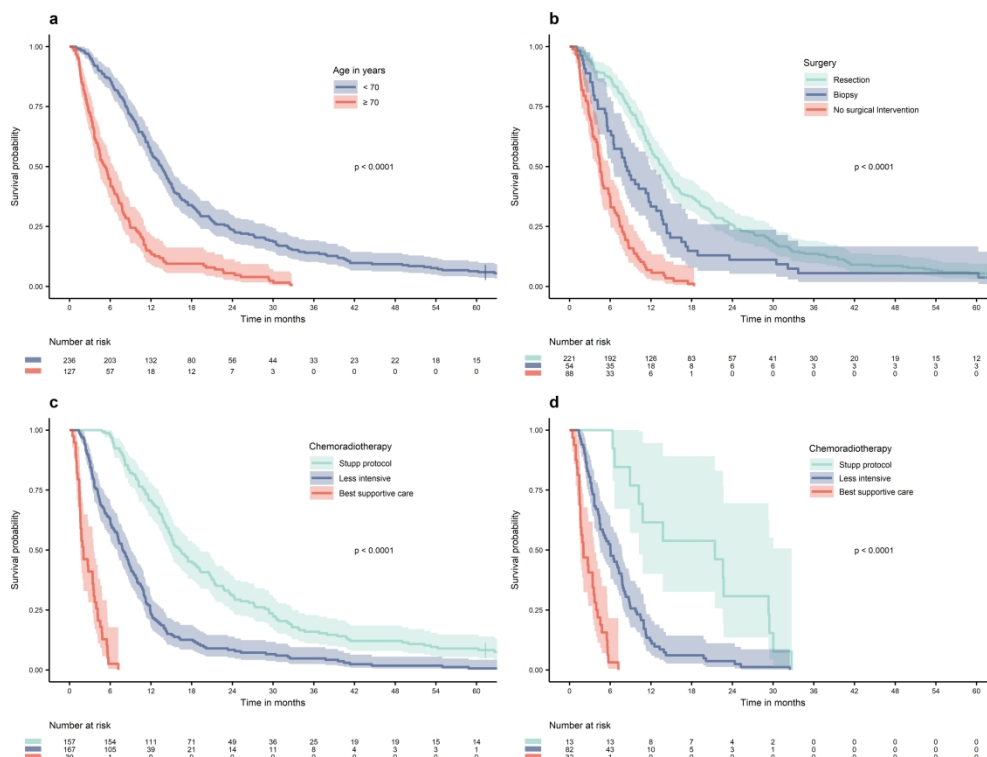 a
Age in years
< 70
≥ 70
p < 0.0001
Survival probability
1.00
0.75
0.50
0.25
0.00
0 6 12 18 24 30 36 42 48 54 60
Time in months
Number at risk
236 203 132 80 56 44 33 23 22 18 15
127 57 18 12 7 3 0 0 0 0 0
b
Surgery
Resection
Biopsy
No surgical Intervention
p < 0.0001
Survival probability
1.00
0.75
0.50
0.25
0.00
0 6 12 18 24 30 36 42 48 54 60
Time in months
Number at risk
221 192 126 83 57 41 30 20 19 15 12
54 35 18 8 6 6 3 3 3 3 3
88 33 6 1 0 0 0 0 0 0 0
c
Chemoradiotherapy
Stupp protocol
Less intensive
Best supportive care
p < 0.0001
Survival probability
1.00
0.75
0.50
0.25
0.00
0 6 12 18 24 30 36 42 48 54 60
Time in months
Number at risk
157 154 111 71 49 36 25 19 19 15 14
167 105 39 21 14 11 8 4 3 3 1
d
Chemoradiotherapy
Stupp protocol
Less intensive
Best supportive care
p < 0.0001
Survival probability
1.00
0.75
0.50
0.25
0.00
0 6 12 18 24 30 36 42 48 54 60
Time in months
Number at risk
13 13 8 7 4 2 0 0 0 0 0
82 43 10 5 3 1 0 0 0 0 0